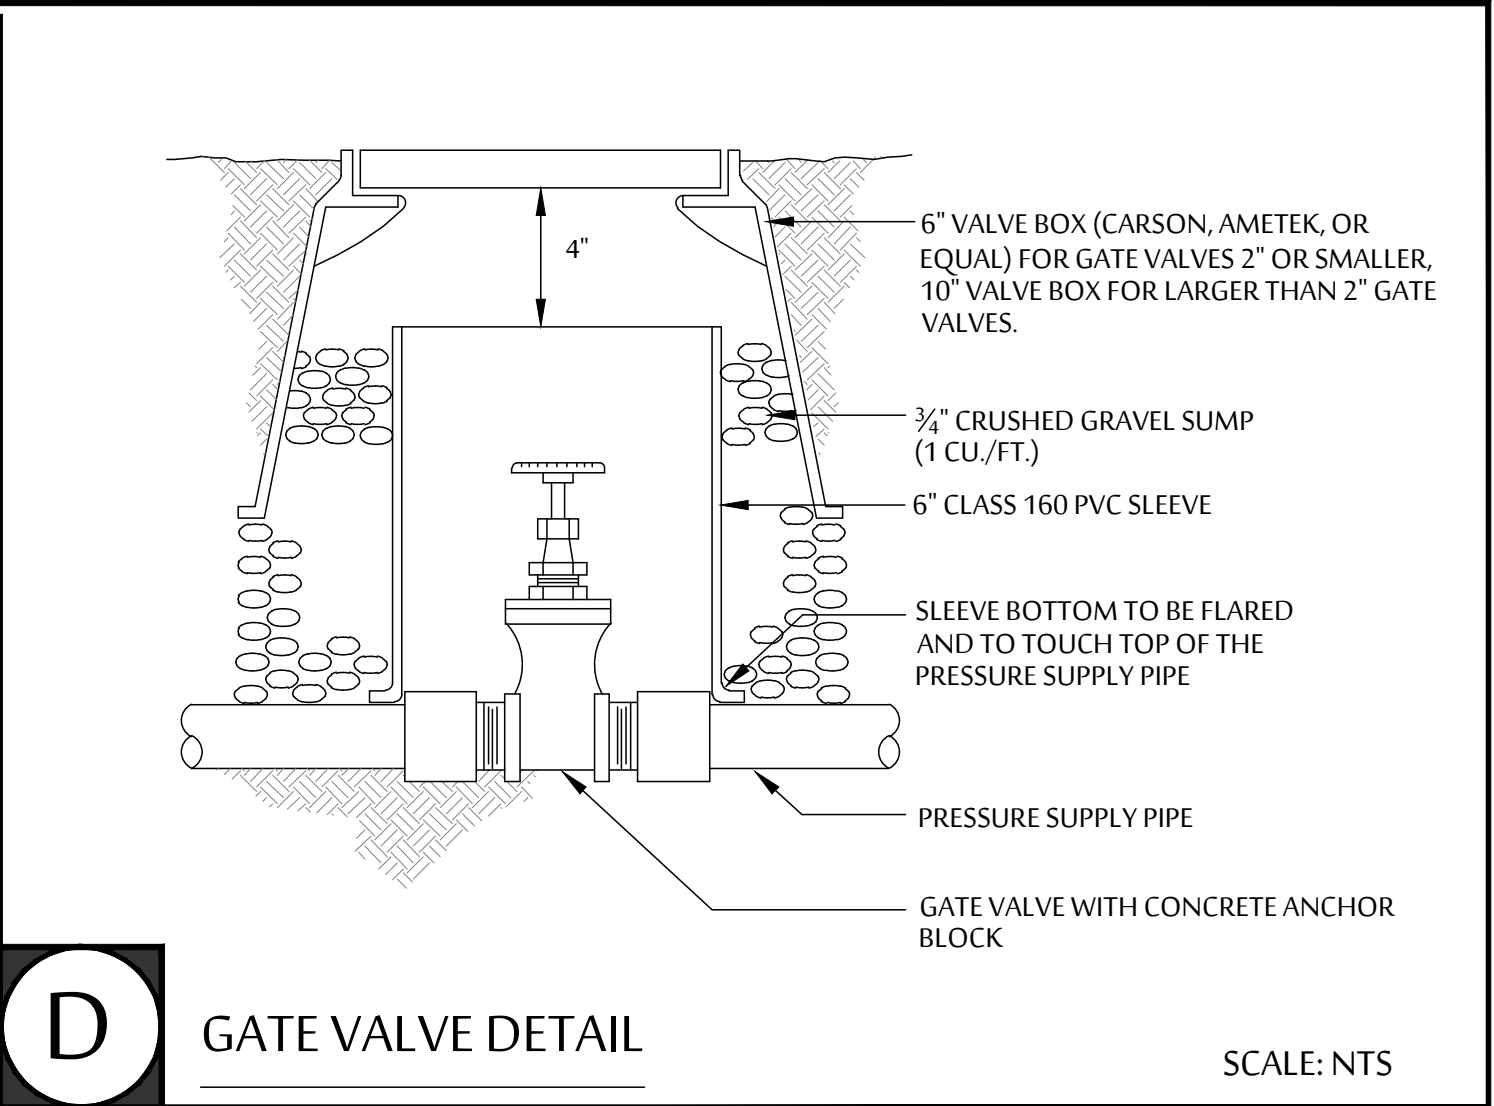 4"
6" VALVE BOX (CARSON, AMETEK, OR
EQUAL) FOR GATE VALVES 2" OR SMALLER,
10" VALVE BOX FOR LARGER THAN 2" GATE
VALVES.
¾" CRUSHED GRAVEL SUMP
(1 CU./FT.)
6" CLASS 160 PVC SLEEVE
SLEEVE BOTTOM TO BE FLARED
AND TO TOUCH TOP OF THE
PRESSURE SUPPLY PIPE
PRESSURE SUPPLY PIPE
GATE VALVE WITH CONCRETE ANCHOR
BLOCK
D
GATE VALVE DETAIL
SCALE: NTS